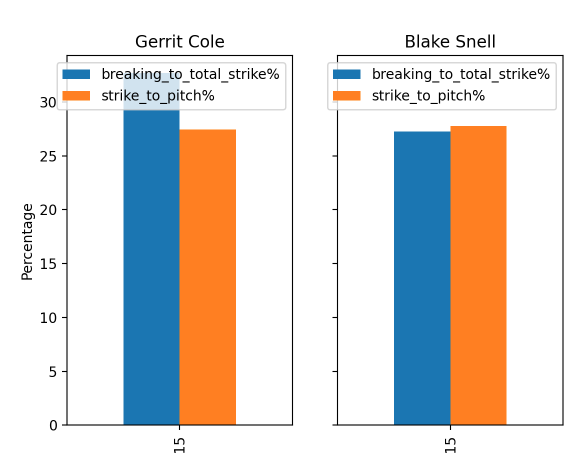 Gerrit Cole
Blake Snell
breaking_to_total_strike%
strike_to_pitch%
breaking_to_total_strike%
strike_to_pitch%
Percentage
30
25
20
15
10
5
0
15
15